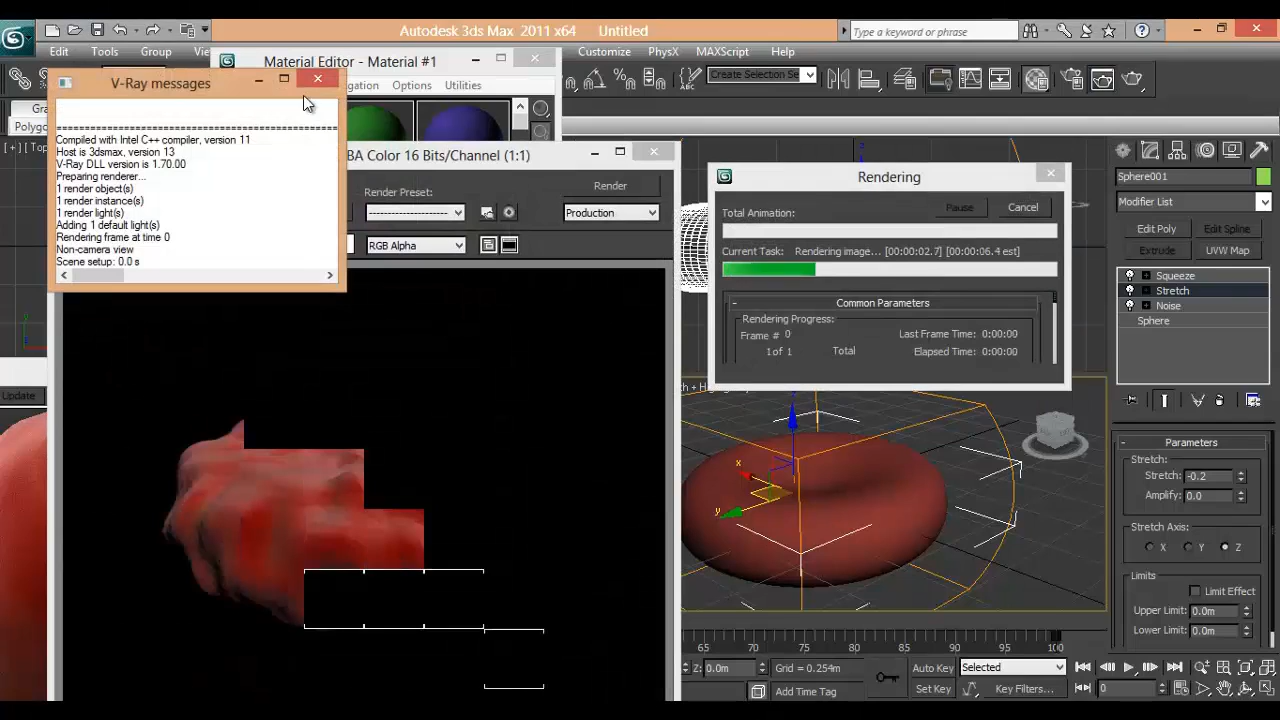 Autodesk 3ds Max 2011 x64 Untitled
Type a keyword or phrase
Edit Tools Group
Customize PhysX MAXScript Help
Material Editor - Material #1
Options Utilities
V-Ray messages
Compiled with Intel C++ compiler, version 11
Host is 3dsmax, version 13
V-Ray DLL version is 1.70.00
Preparing renderer...
1 render object(s)
1 render instance(s)
1 render light(s)
Adding 1 default light(s)
Rendering frame at time 0
Non-camera view
Scene setup: 0.0 s
Color 16 Bits/Channel (1:1)
Render Preset:
Render
Production
RGB Alpha
Rendering
Total Animation:
Pause
Cancel
Current Task: Rendering image... [00:00:02.7] [00:00:06.4 est]
Common Parameters
Rendering Progress:
Frame # 0
Last Frame Time: 0:00:00
1 of 1 Total
Elapsed Time: 0:00:00
Sphere001
Modifier List
Edit Poly
Edit Spline
Extrude
UVW Map
Squeeze
Stretch
Noise
Sphere
Parameters
Stretch:
Stretch: -0.2
Amplify: 0.0
Stretch Axis:
X Y Z
Limits
Limit Effect
Upper Limit: 0.0m
Lower Limit: 0.0m
Update
x
y
65 70 75 80 85 90 95 100
Z: 0.0m
Grid = 0.254m
Auto Key
Selected
Add Time Tag
Set Key
Key Filters...
0